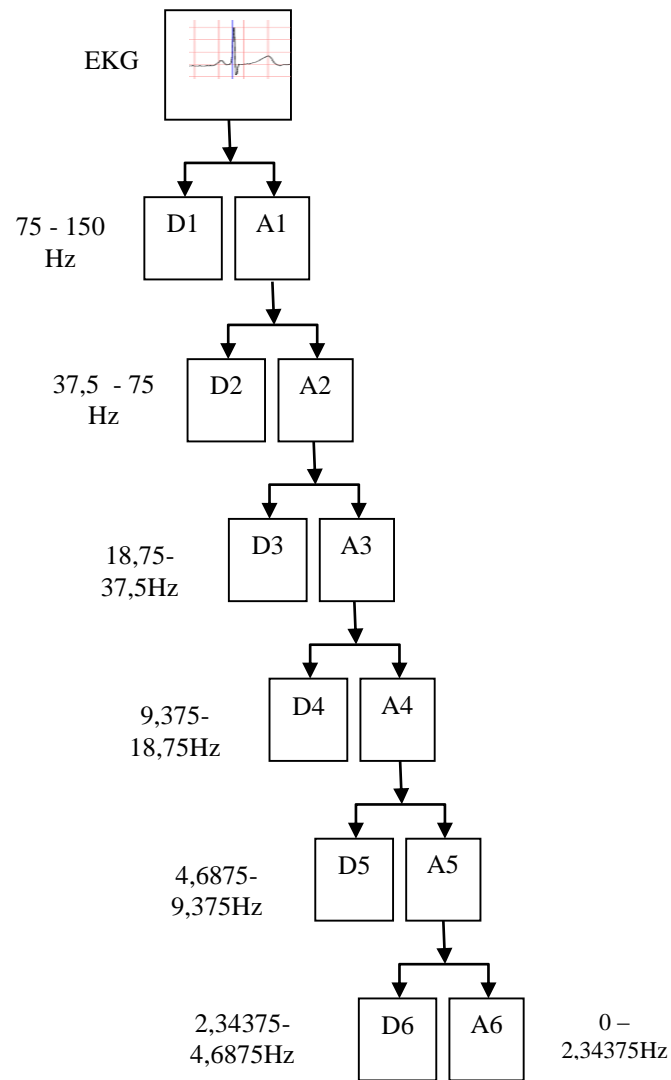 EKG
D1 A1
75 - 150
Hz
D2 A2
37,5 - 75
Hz
D3 A3
18,75-
37,5Hz
D4 A4
9,375-
18,75Hz
D5 A5
4,6875-
9,375Hz
D6 A6
2,34375-
4,6875Hz
0 –
2,34375Hz